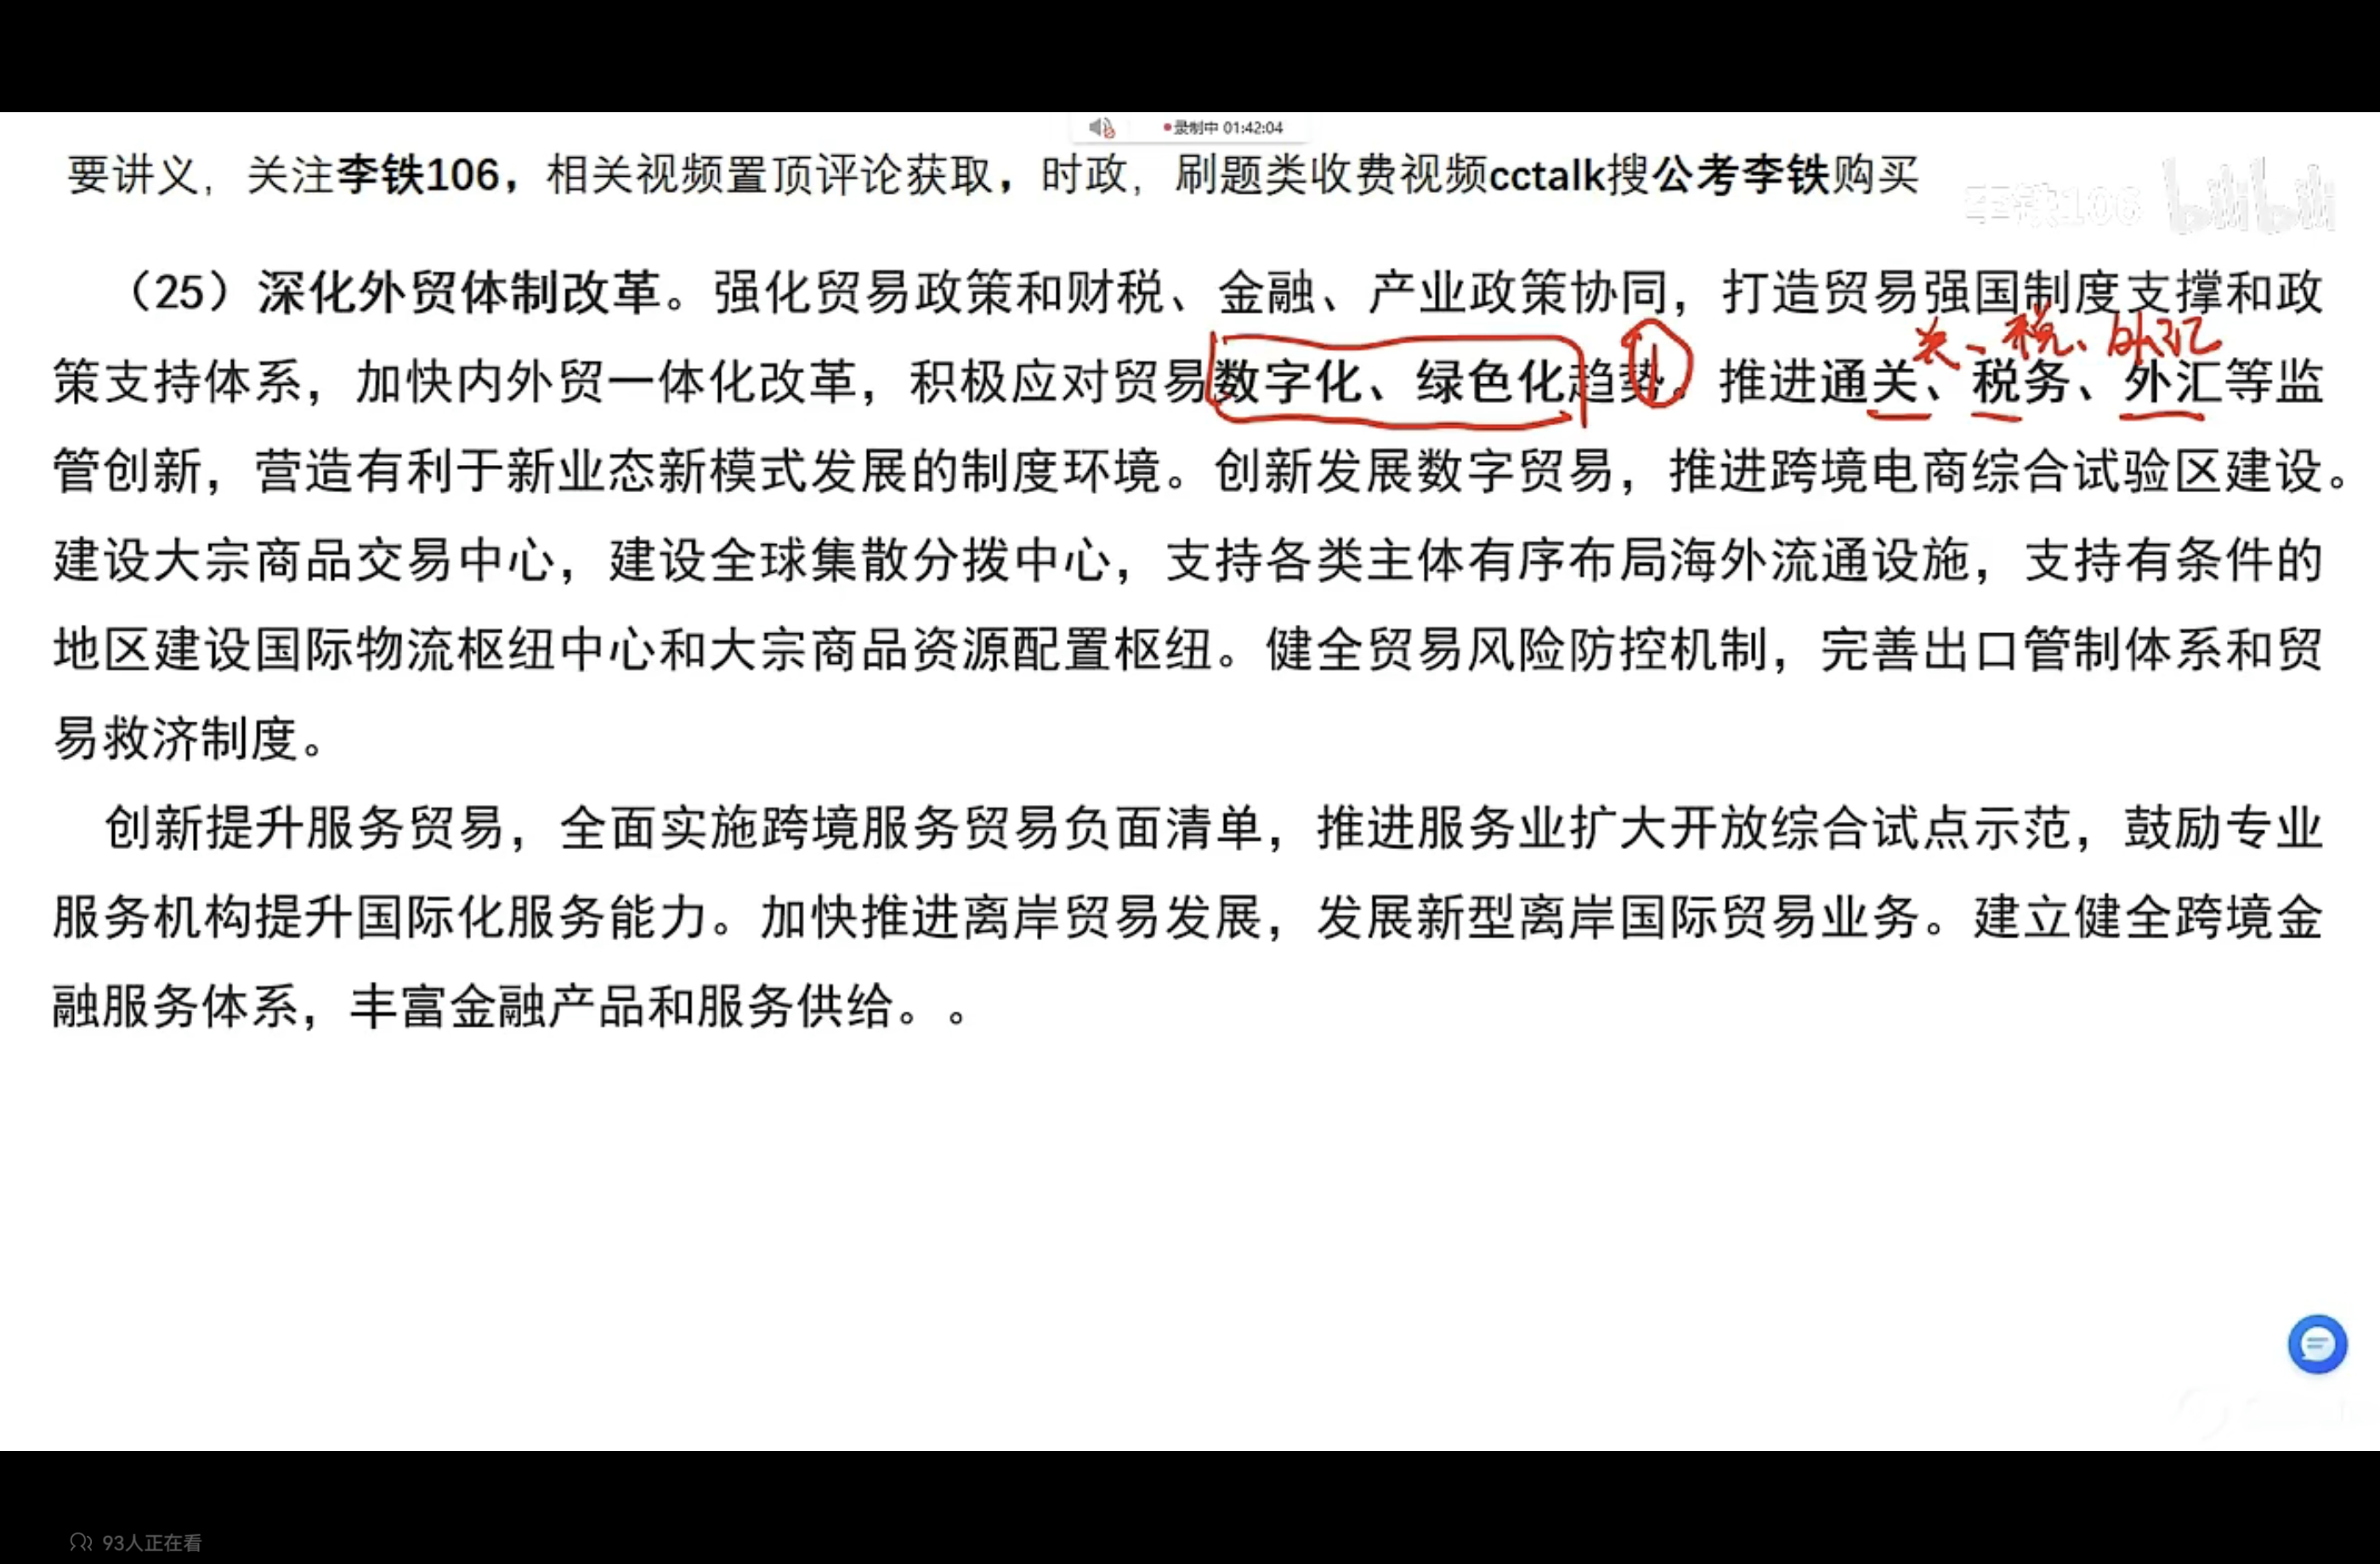 录制中 01:42:04
要讲义，关注李铁106，相关视频置顶评论获取，时政，刷题类收费视频cctalk搜公考李铁购买
李铁106 bilibili
（25）深化外贸体制改革。强化贸易政策和财税、金融、产业政策协同，打造贸易强国制度支撑和政
关、税、外汇
①
策支持体系，加快内外贸一体化改革，积极应对贸易数字化、绿色化趋势。推进通关、税务、外汇等监
管创新，营造有利于新业态新模式发展的制度环境。创新发展数字贸易，推进跨境电商综合试验区建设。
建设大宗商品交易中心，建设全球集散分拨中心，支持各类主体有序布局海外流通设施，支持有条件的
地区建设国际物流枢纽中心和大宗商品资源配置枢纽。健全贸易风险防控机制，完善出口管制体系和贸
易救济制度。
创新提升服务贸易，全面实施跨境服务贸易负面清单，推进服务业扩大开放综合试点示范，鼓励专业
服务机构提升国际化服务能力。加快推进离岸贸易发展，发展新型离岸国际贸易业务。建立健全跨境金
融服务体系，丰富金融产品和服务供给。。
93人正在看